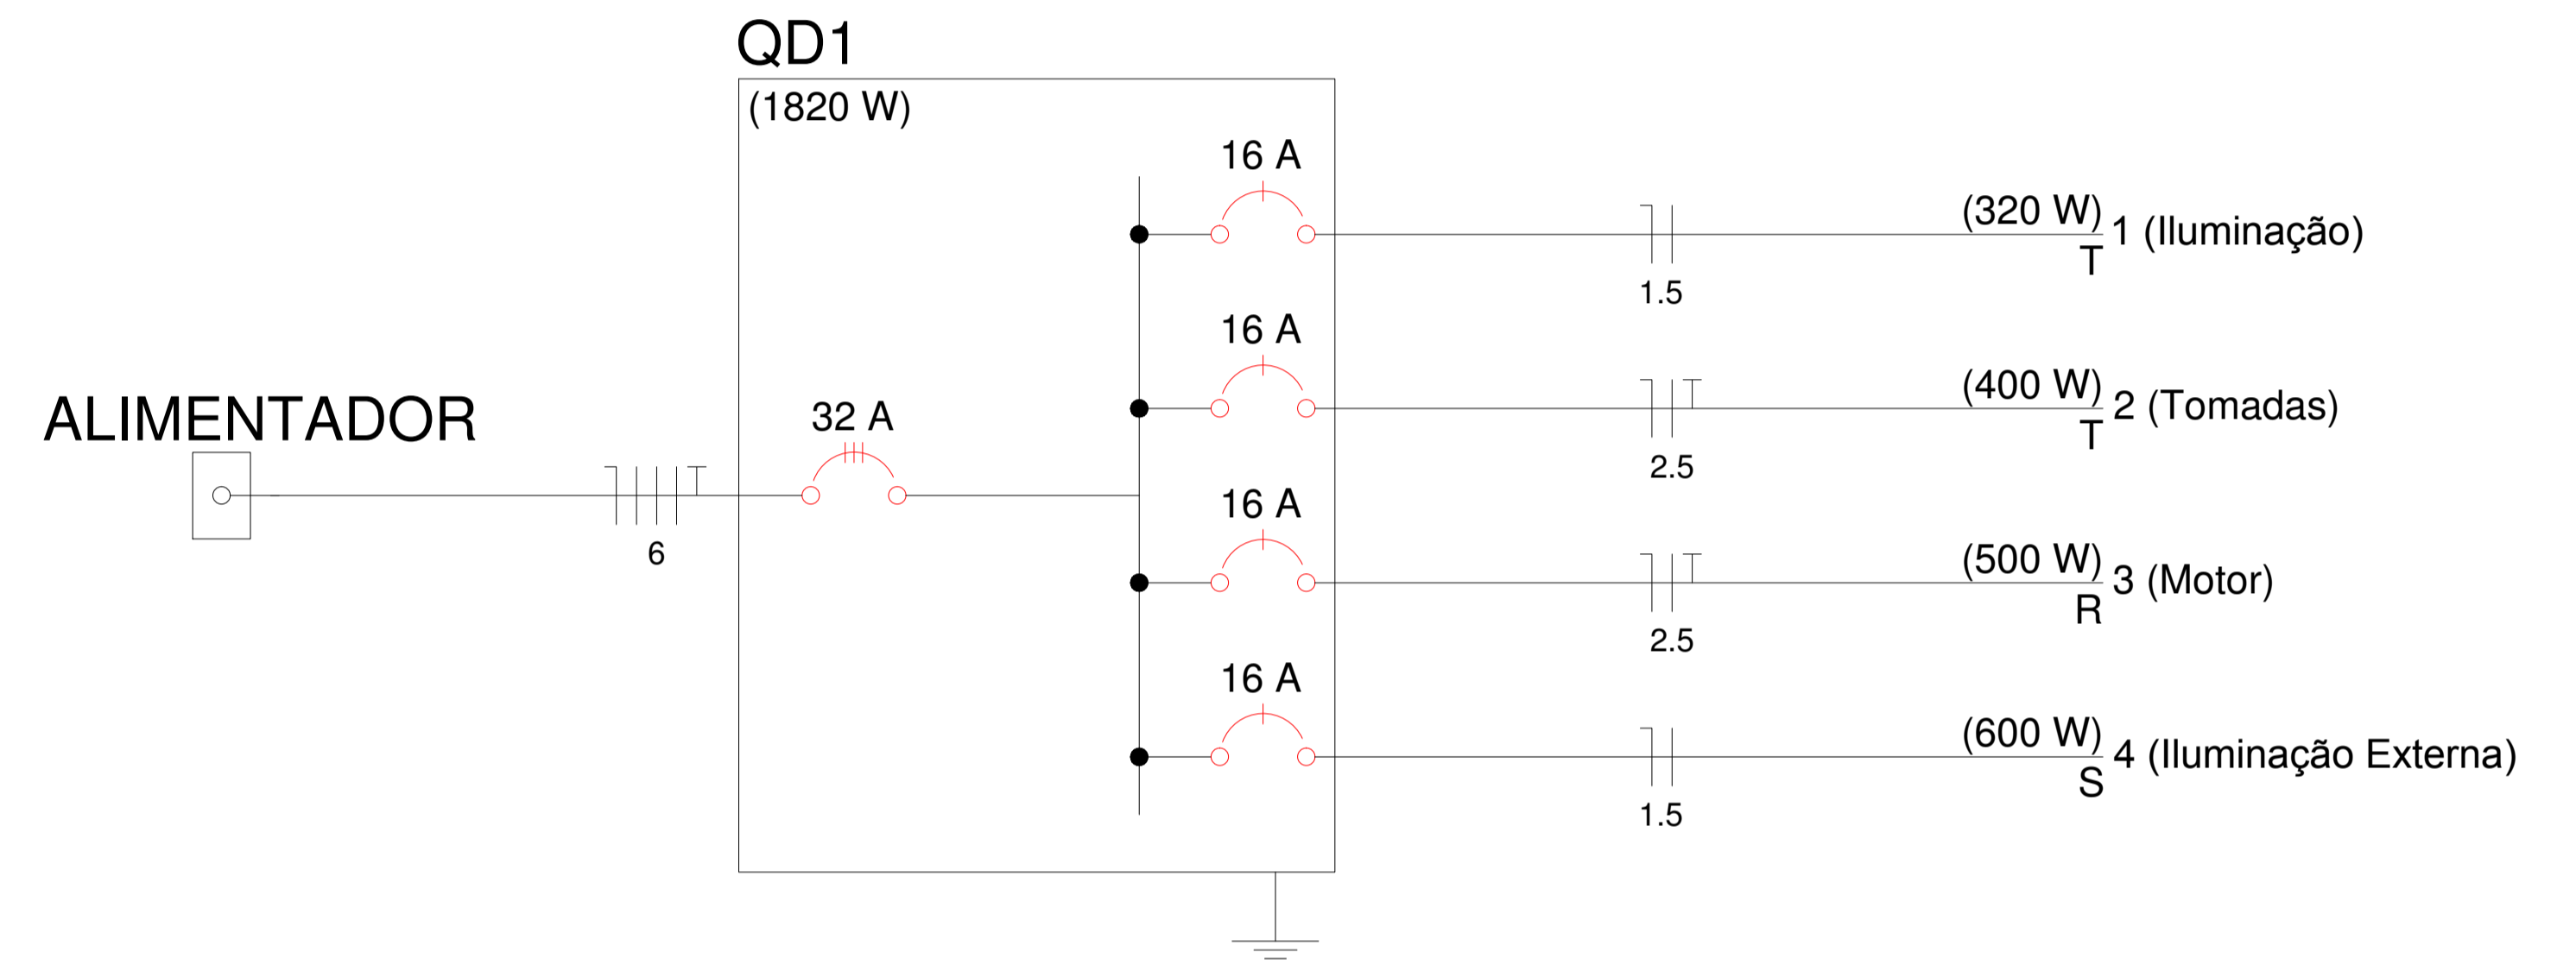 QD1
(1820 W)
ALIMENTADOR
6
32 A
16 A
1.5
(320 W)
T
1 (Iluminação)
16 A
2.5
(400 W)
T
2 (Tomadas)
16 A
2.5
(500 W)
R
3 (Motor)
16 A
1.5
(600 W)
S
4 (Iluminação Externa)